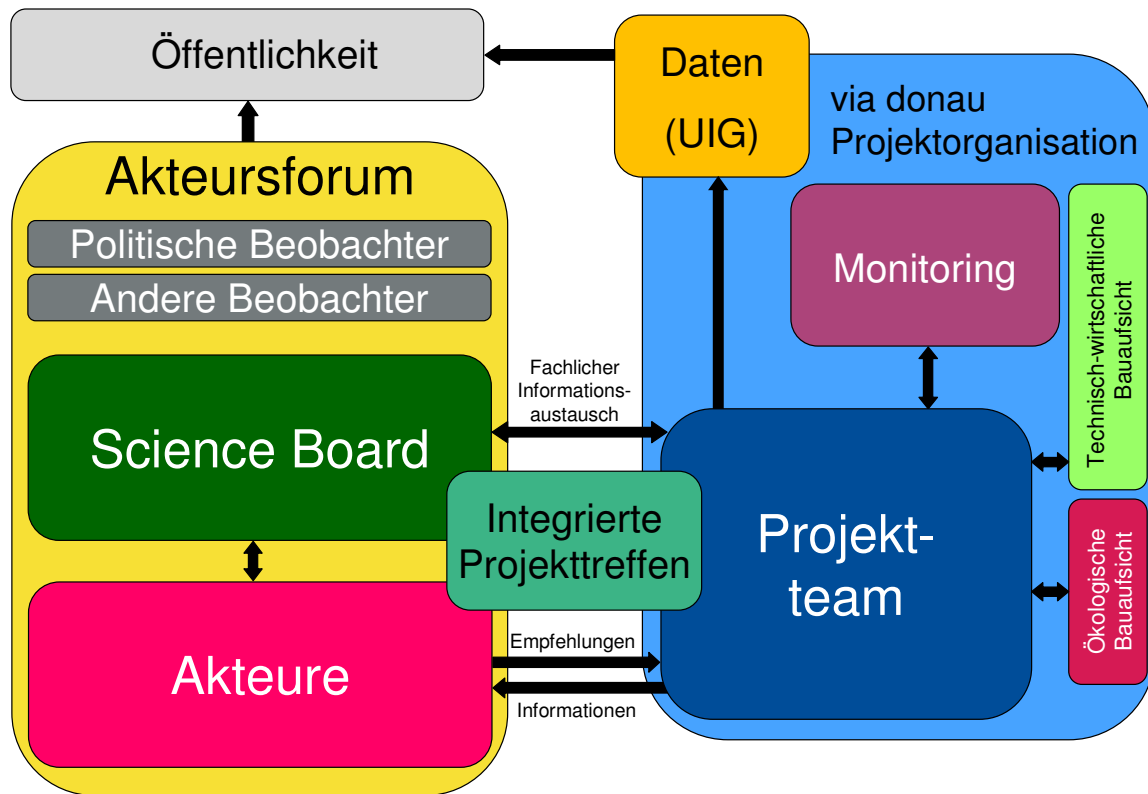 Öffentlichkeit
Daten
(UIG)
via donau
Projektorganisation
Akteursforum
Politische Beobachter
Andere Beobachter
Monitoring
Technisch-wirtschaftliche
Bauaufsicht
Fachlicher
Informations-
austausch
Science Board
Integrierte
Projekttreffen
Projekt-
team
Ökologische
Bauaufsicht
Akteure
Empfehlungen
Informationen